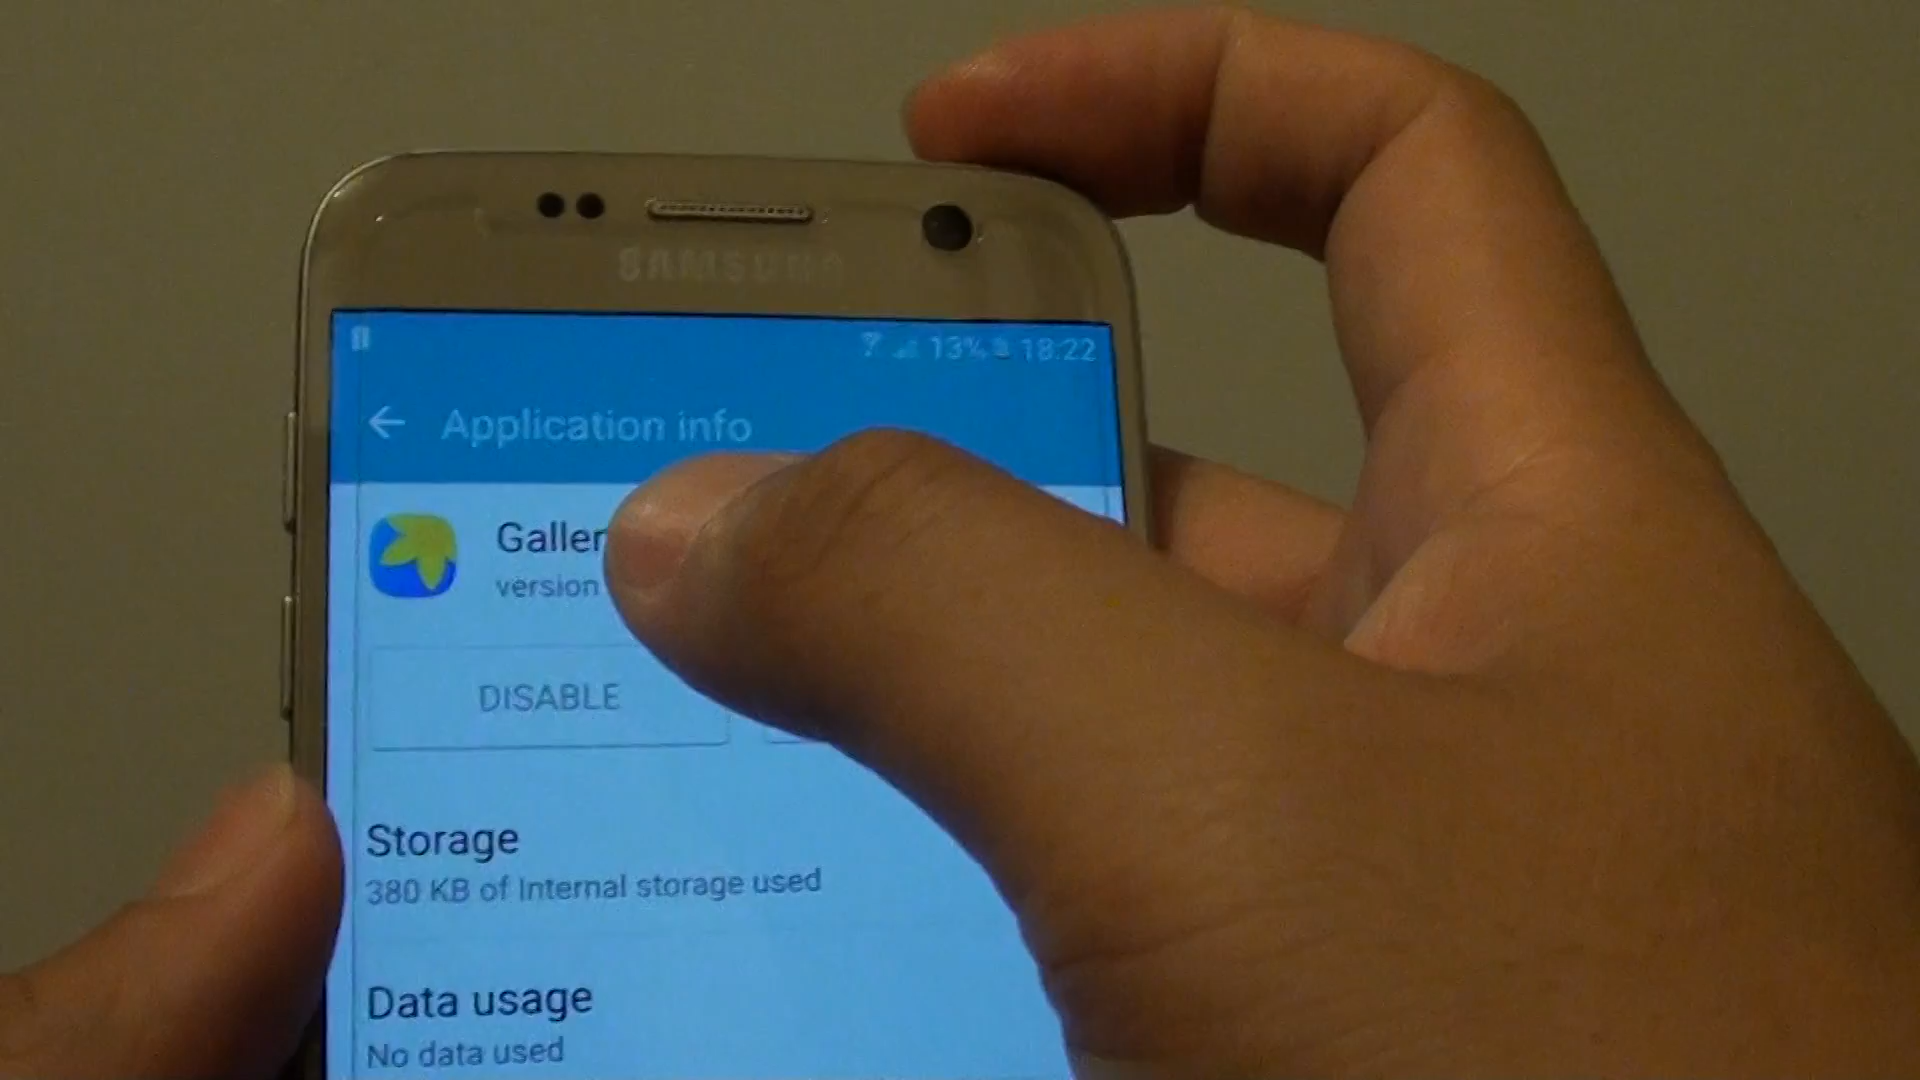 SAMSUNG
13% 18:22
Application info
Galler
version
DISABLE
Storage
380 KB of Internal storage used
Data usage
No data used